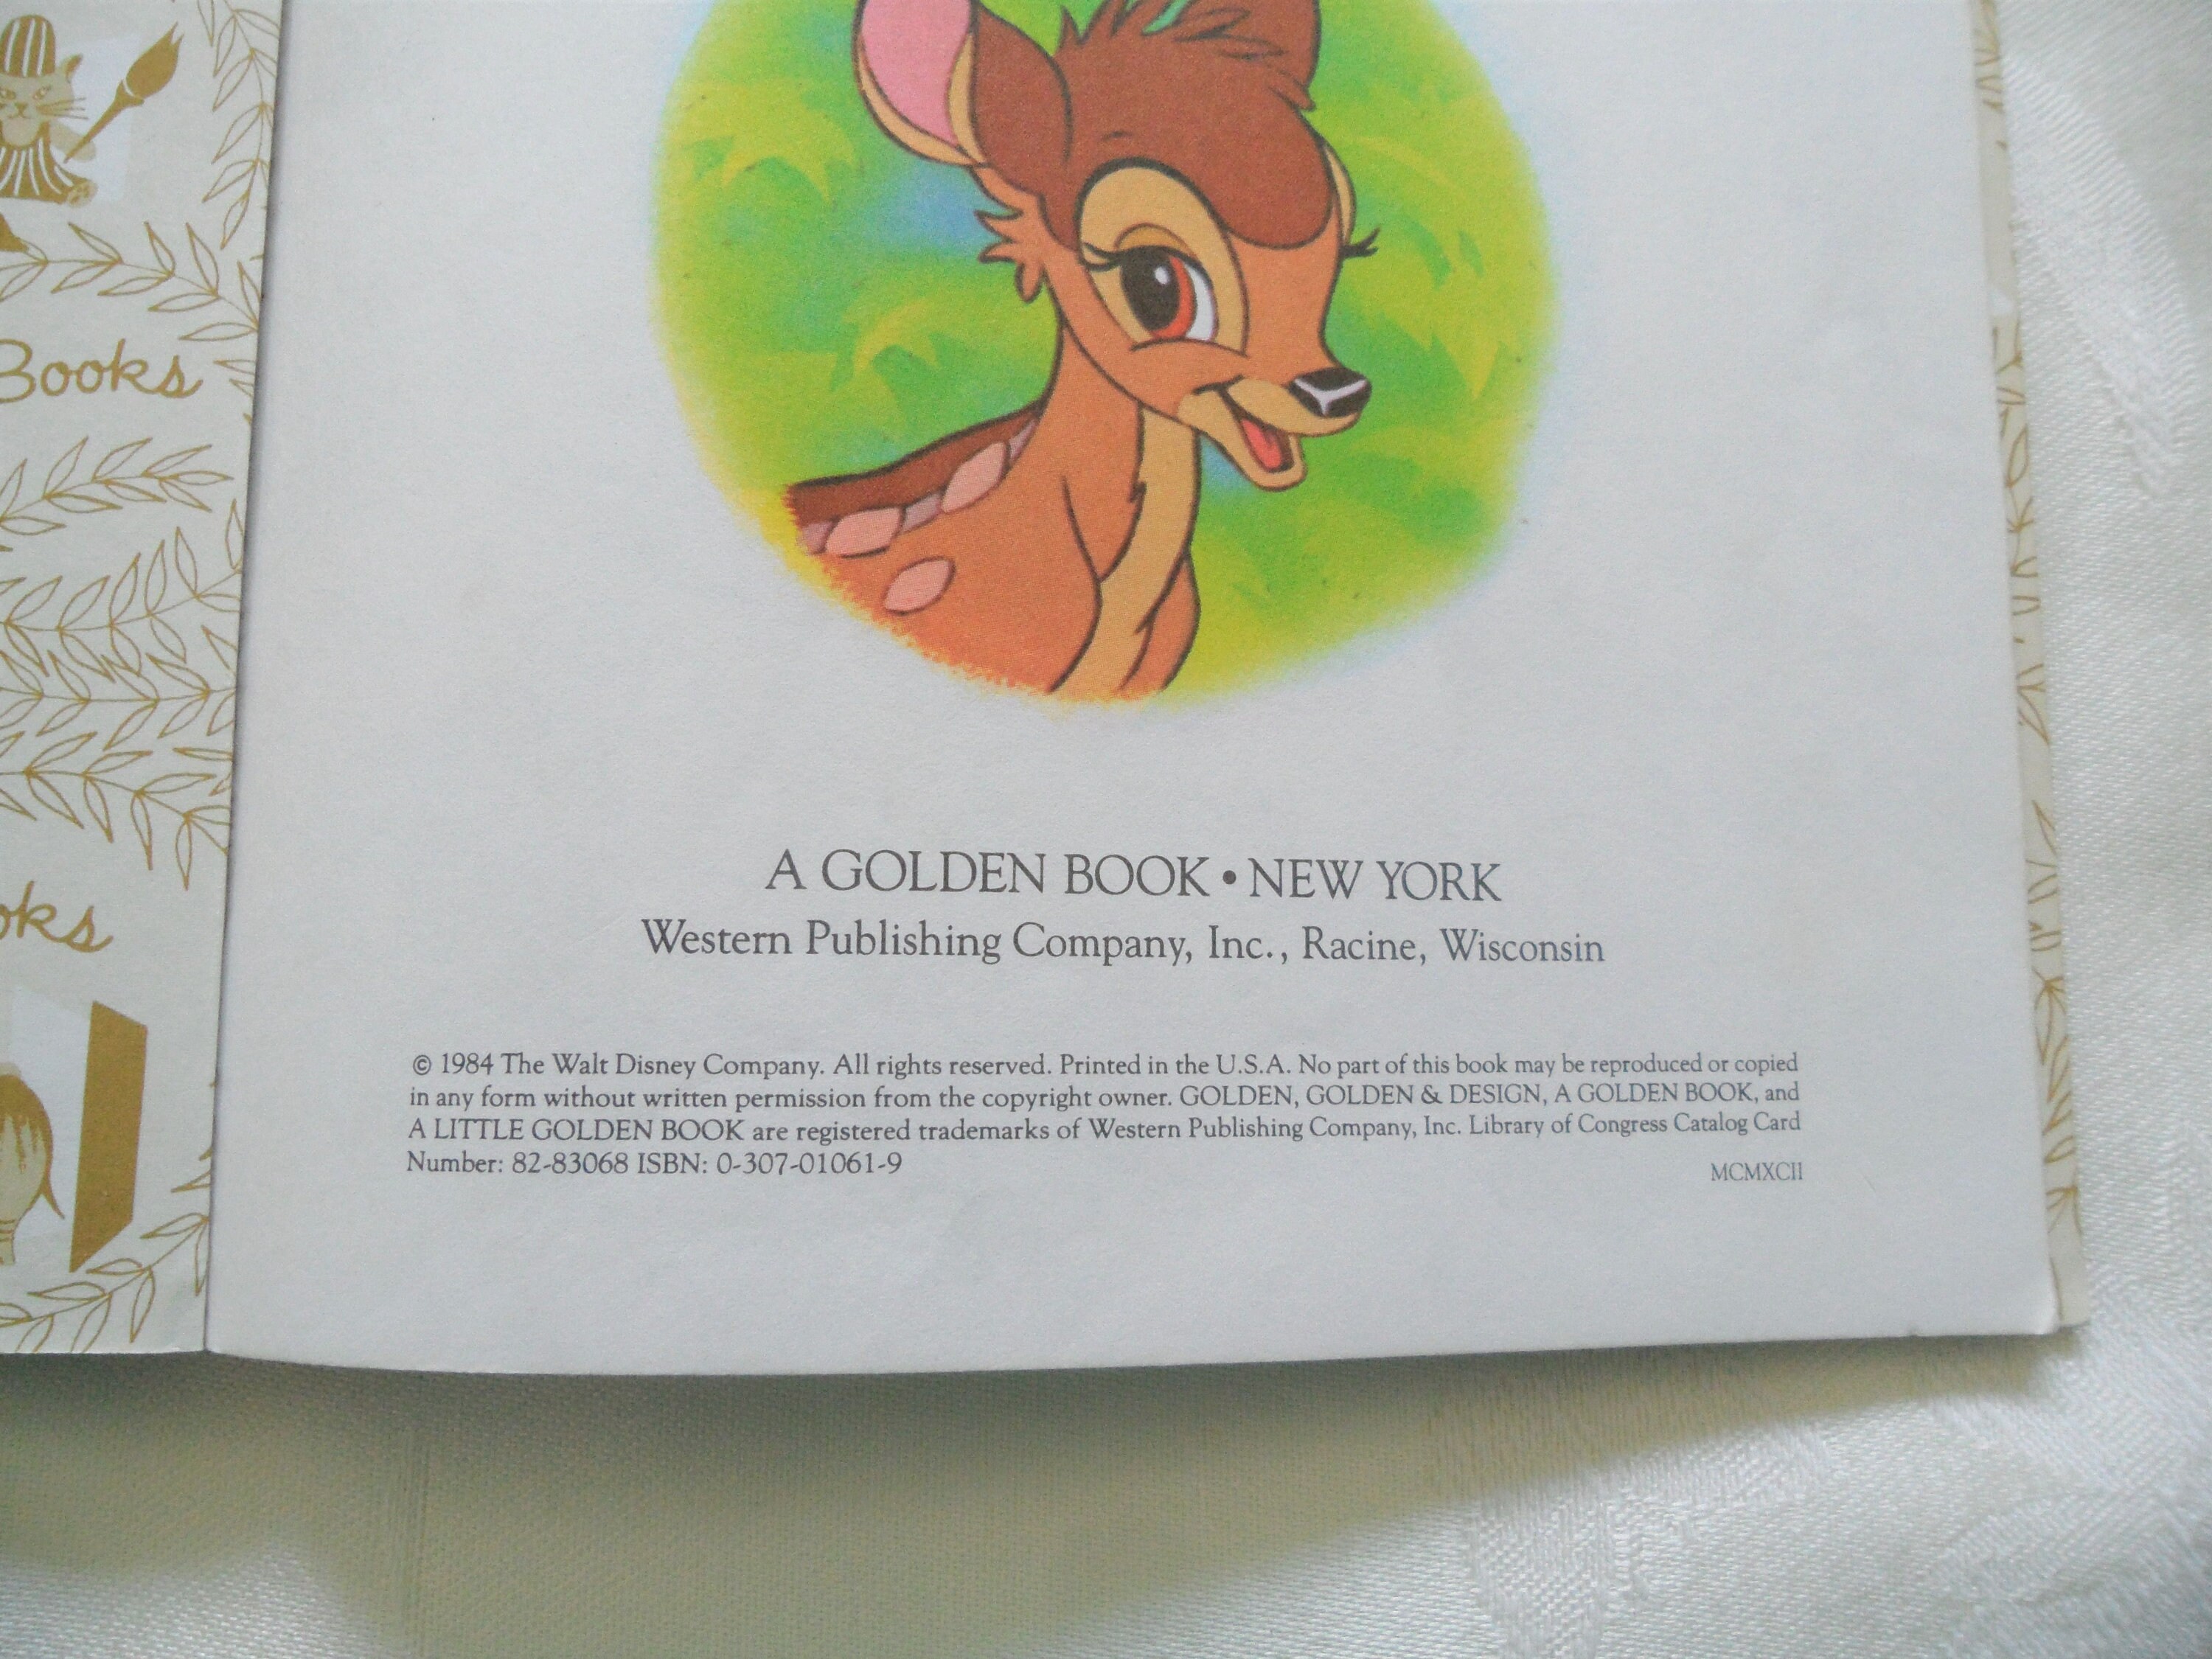 Books
oks
A GOLDEN BOOK • NEW YORK
Western Publishing Company, Inc., Racine, Wisconsin
© 1984 The Walt Disney Company. All rights reserved. Printed in the U.S.A. No part of this book may be reproduced or copied
in any form without written permission from the copyright owner. GOLDEN, GOLDEN & DESIGN, A GOLDEN BOOK, and
A LITTLE GOLDEN BOOK are registered trademarks of Western Publishing Company, Inc. Library of Congress Catalog Card
Number: 82-83068 ISBN: 0-307-01061-9
MCMXCII